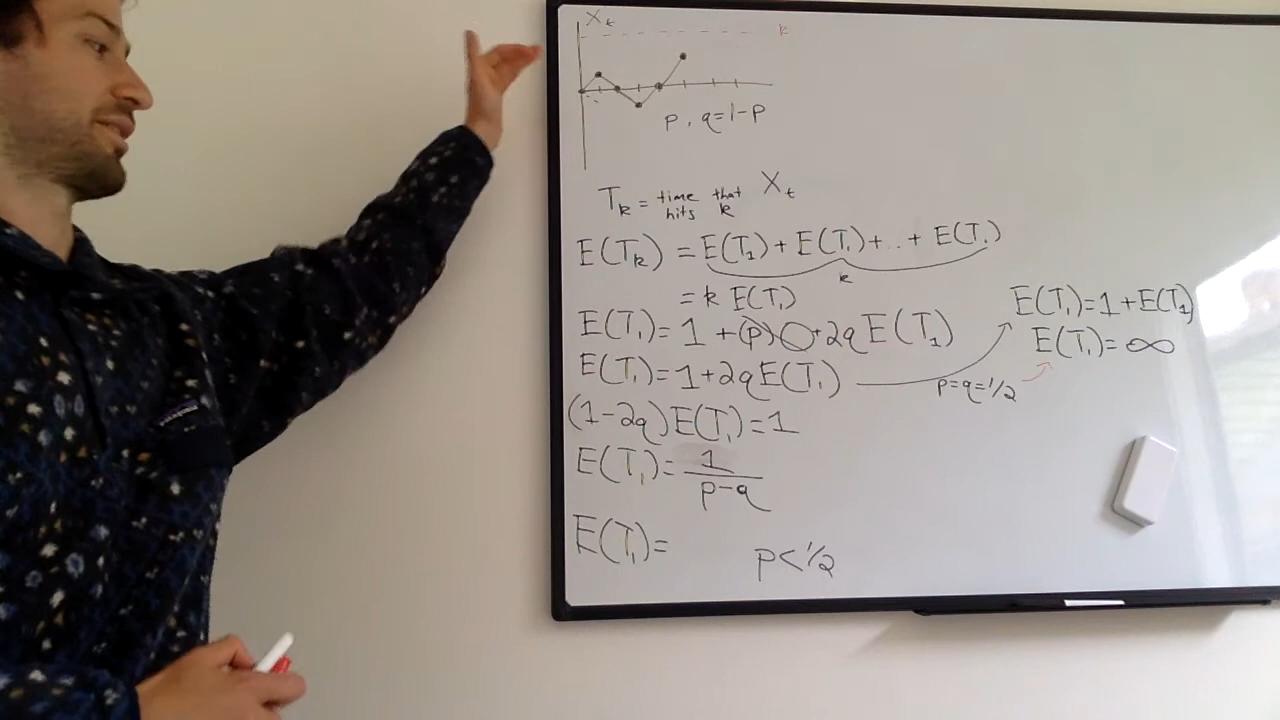 X_t
k
p, q=1-p
T_k = time that X_t hits k
E(T_k) = E(T_1) + E(T_1) + .. + E(T_1)
k
= k E(T_1)
E(T_1) = 1 + (p)0 + 2q E(T_1)
E(T_1) = 1 + E(T_1)
E(T_1) = ∞
E(T_1) = 1 + 2q E(T_1)
p=q=1/2
(1-2q) E(T_1) = 1
E(T_1) = 1/(p-q)
E(T_1) =
p < 1/2